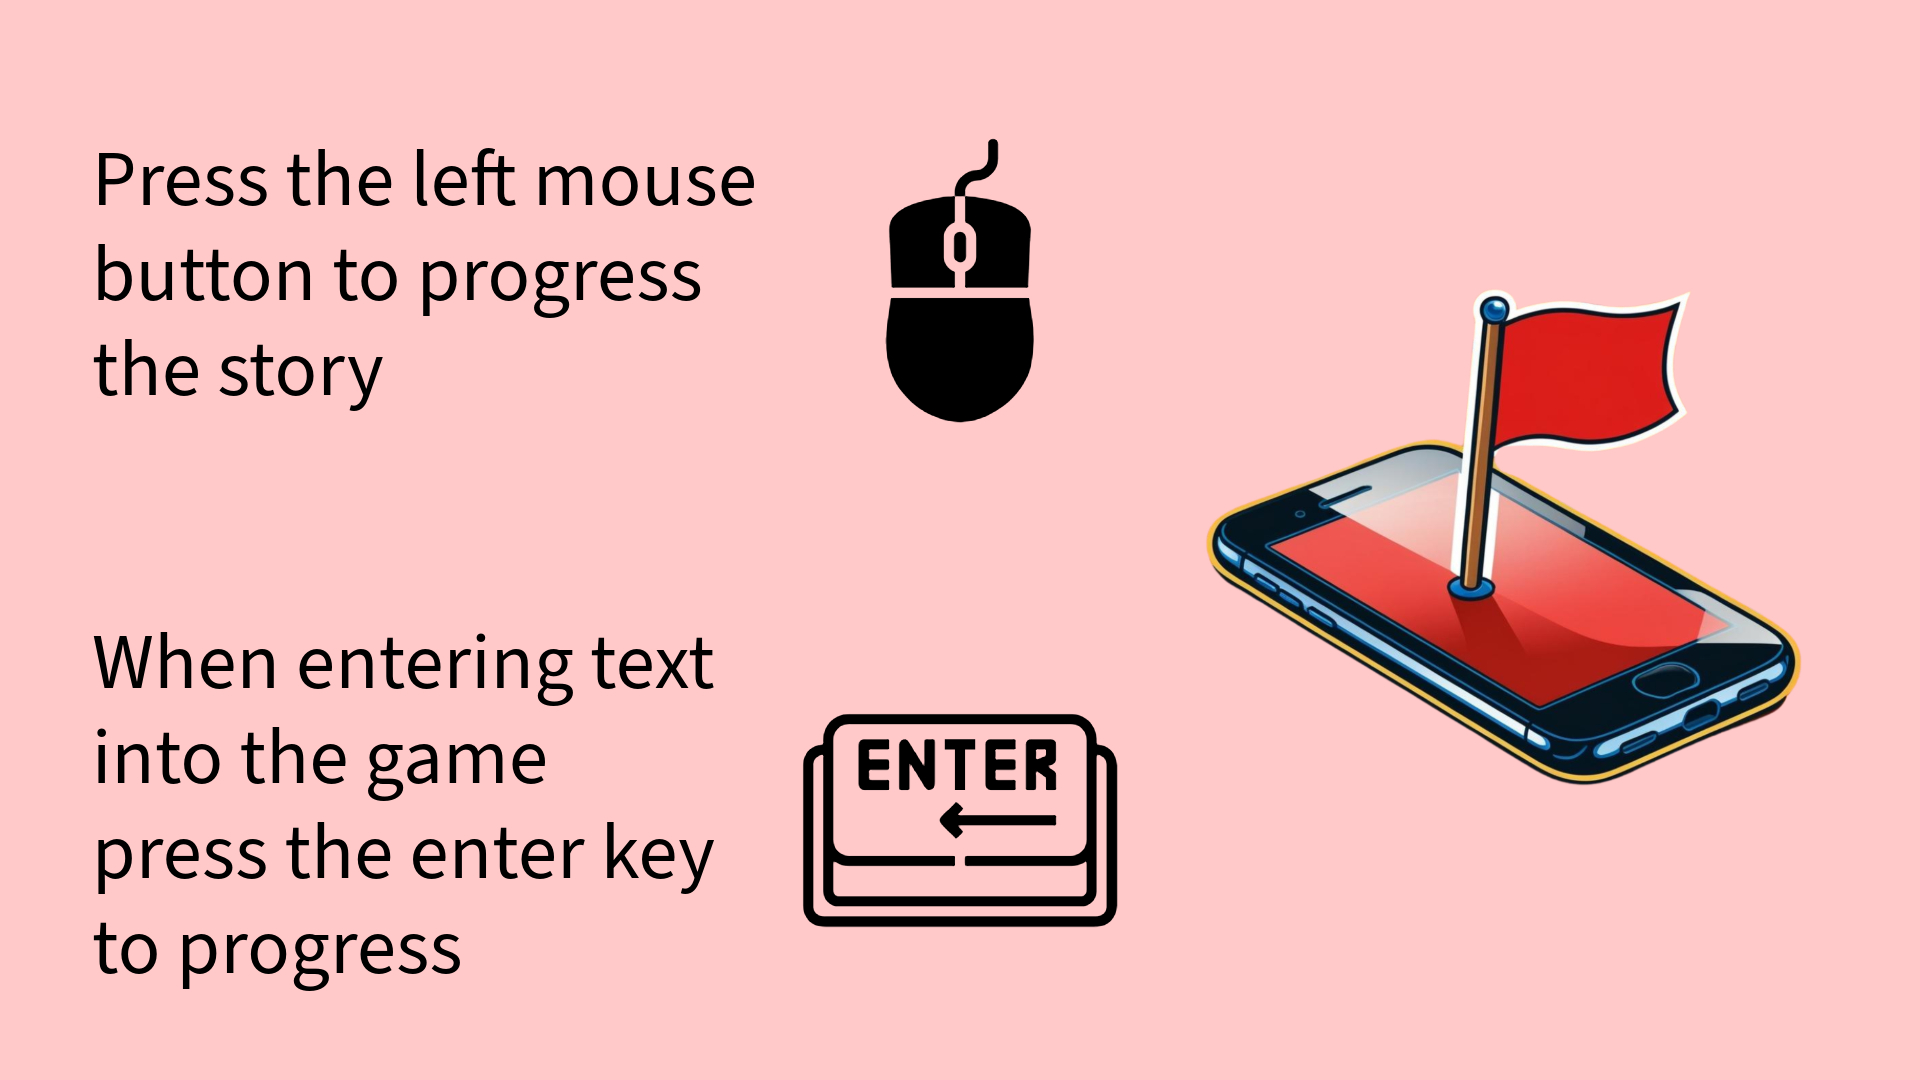 Press the left mouse
button to progress
the story
When entering text
into the game
press the enter key
to progress
ENTER